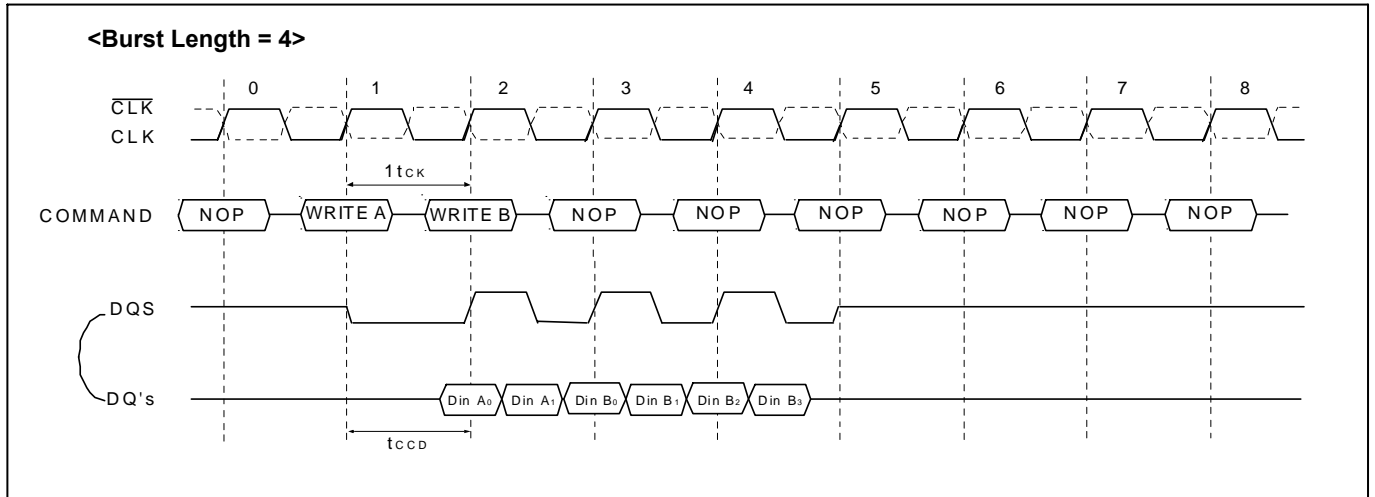 <Burst Length = 4>
0 1 2 3 4 5 6 7 8
CLK
CLK
1tCK
COMMAND NOP WRITE A WRITE B NOP NOP NOP NOP NOP NOP
DQS
DQ's Din A0 Din A1 Din B0 Din B1 Din B2 Din B3
tCCD